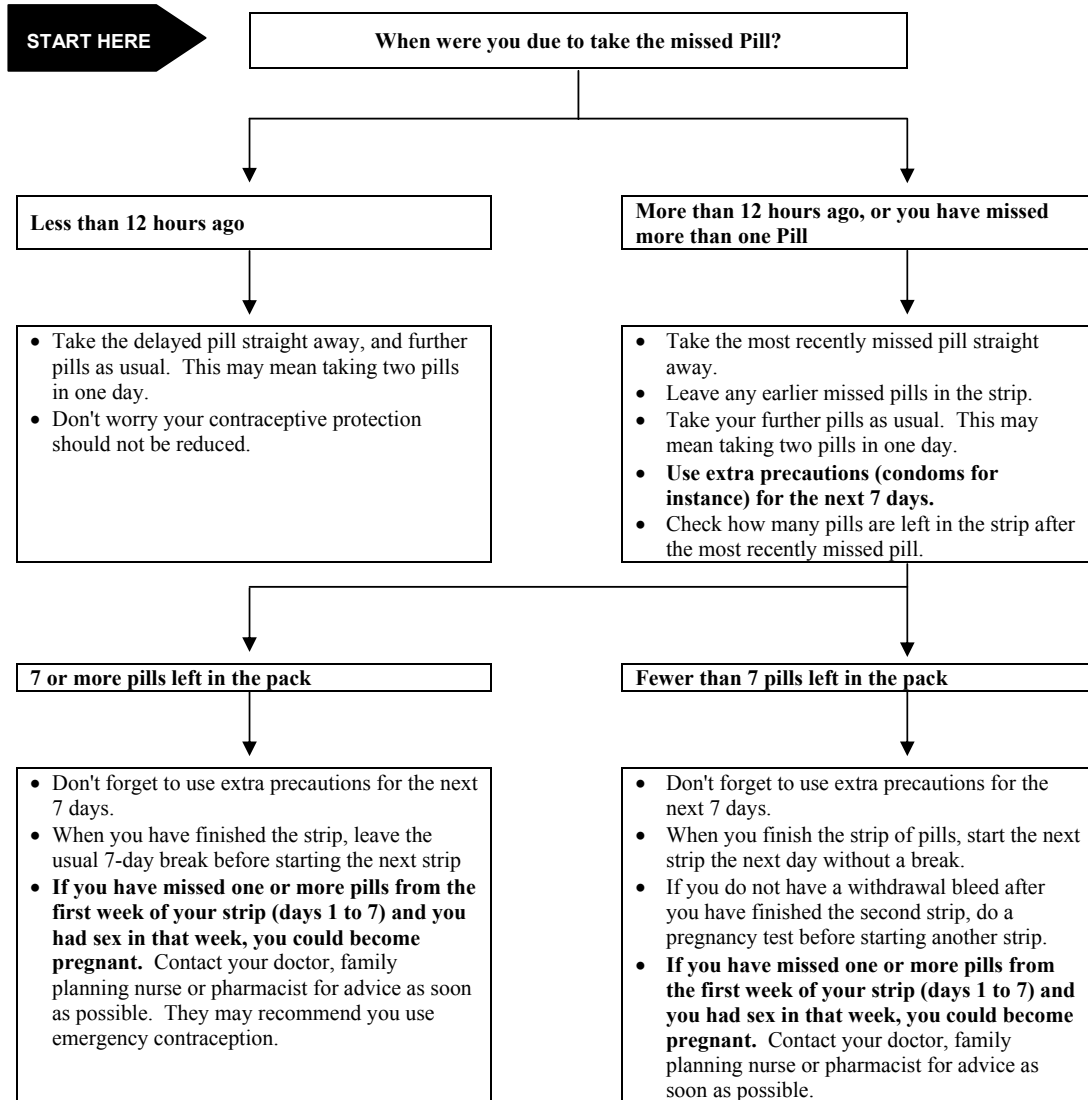 START HERE
When were you due to take the missed Pill?
Less than 12 hours ago
More than 12 hours ago, or you have missed
more than one Pill
• Take the delayed pill straight away, and further
pills as usual.  This may mean taking two pills
in one day.
• Don't worry your contraceptive protection
should not be reduced.
• Take the most recently missed pill straight
away.
• Leave any earlier missed pills in the strip.
• Take your further pills as usual.  This may
mean taking two pills in one day.
• Use extra precautions (condoms for
instance) for the next 7 days.
• Check how many pills are left in the strip after
the most recently missed pill.
7 or more pills left in the pack
Fewer than 7 pills left in the pack
• Don't forget to use extra precautions for the next
7 days.
• When you have finished the strip, leave the
usual 7-day break before starting the next strip
• If you have missed one or more pills from the
first week of your strip (days 1 to 7) and you
had sex in that week, you could become
pregnant.  Contact your doctor, family
planning nurse or pharmacist for advice as soon
as possible.  They may recommend you use
emergency contraception.
• Don't forget to use extra precautions for the
next 7 days.
• When you finish the strip of pills, start the next
strip the next day without a break.
• If you do not have a withdrawal bleed after
you have finished the second strip, do a
pregnancy test before starting another strip.
• If you have missed one or more pills from
the first week of your strip (days 1 to 7) and
you had sex in that week, you could become
pregnant.  Contact your doctor, family
planning nurse or pharmacist for advice as
soon as possible.